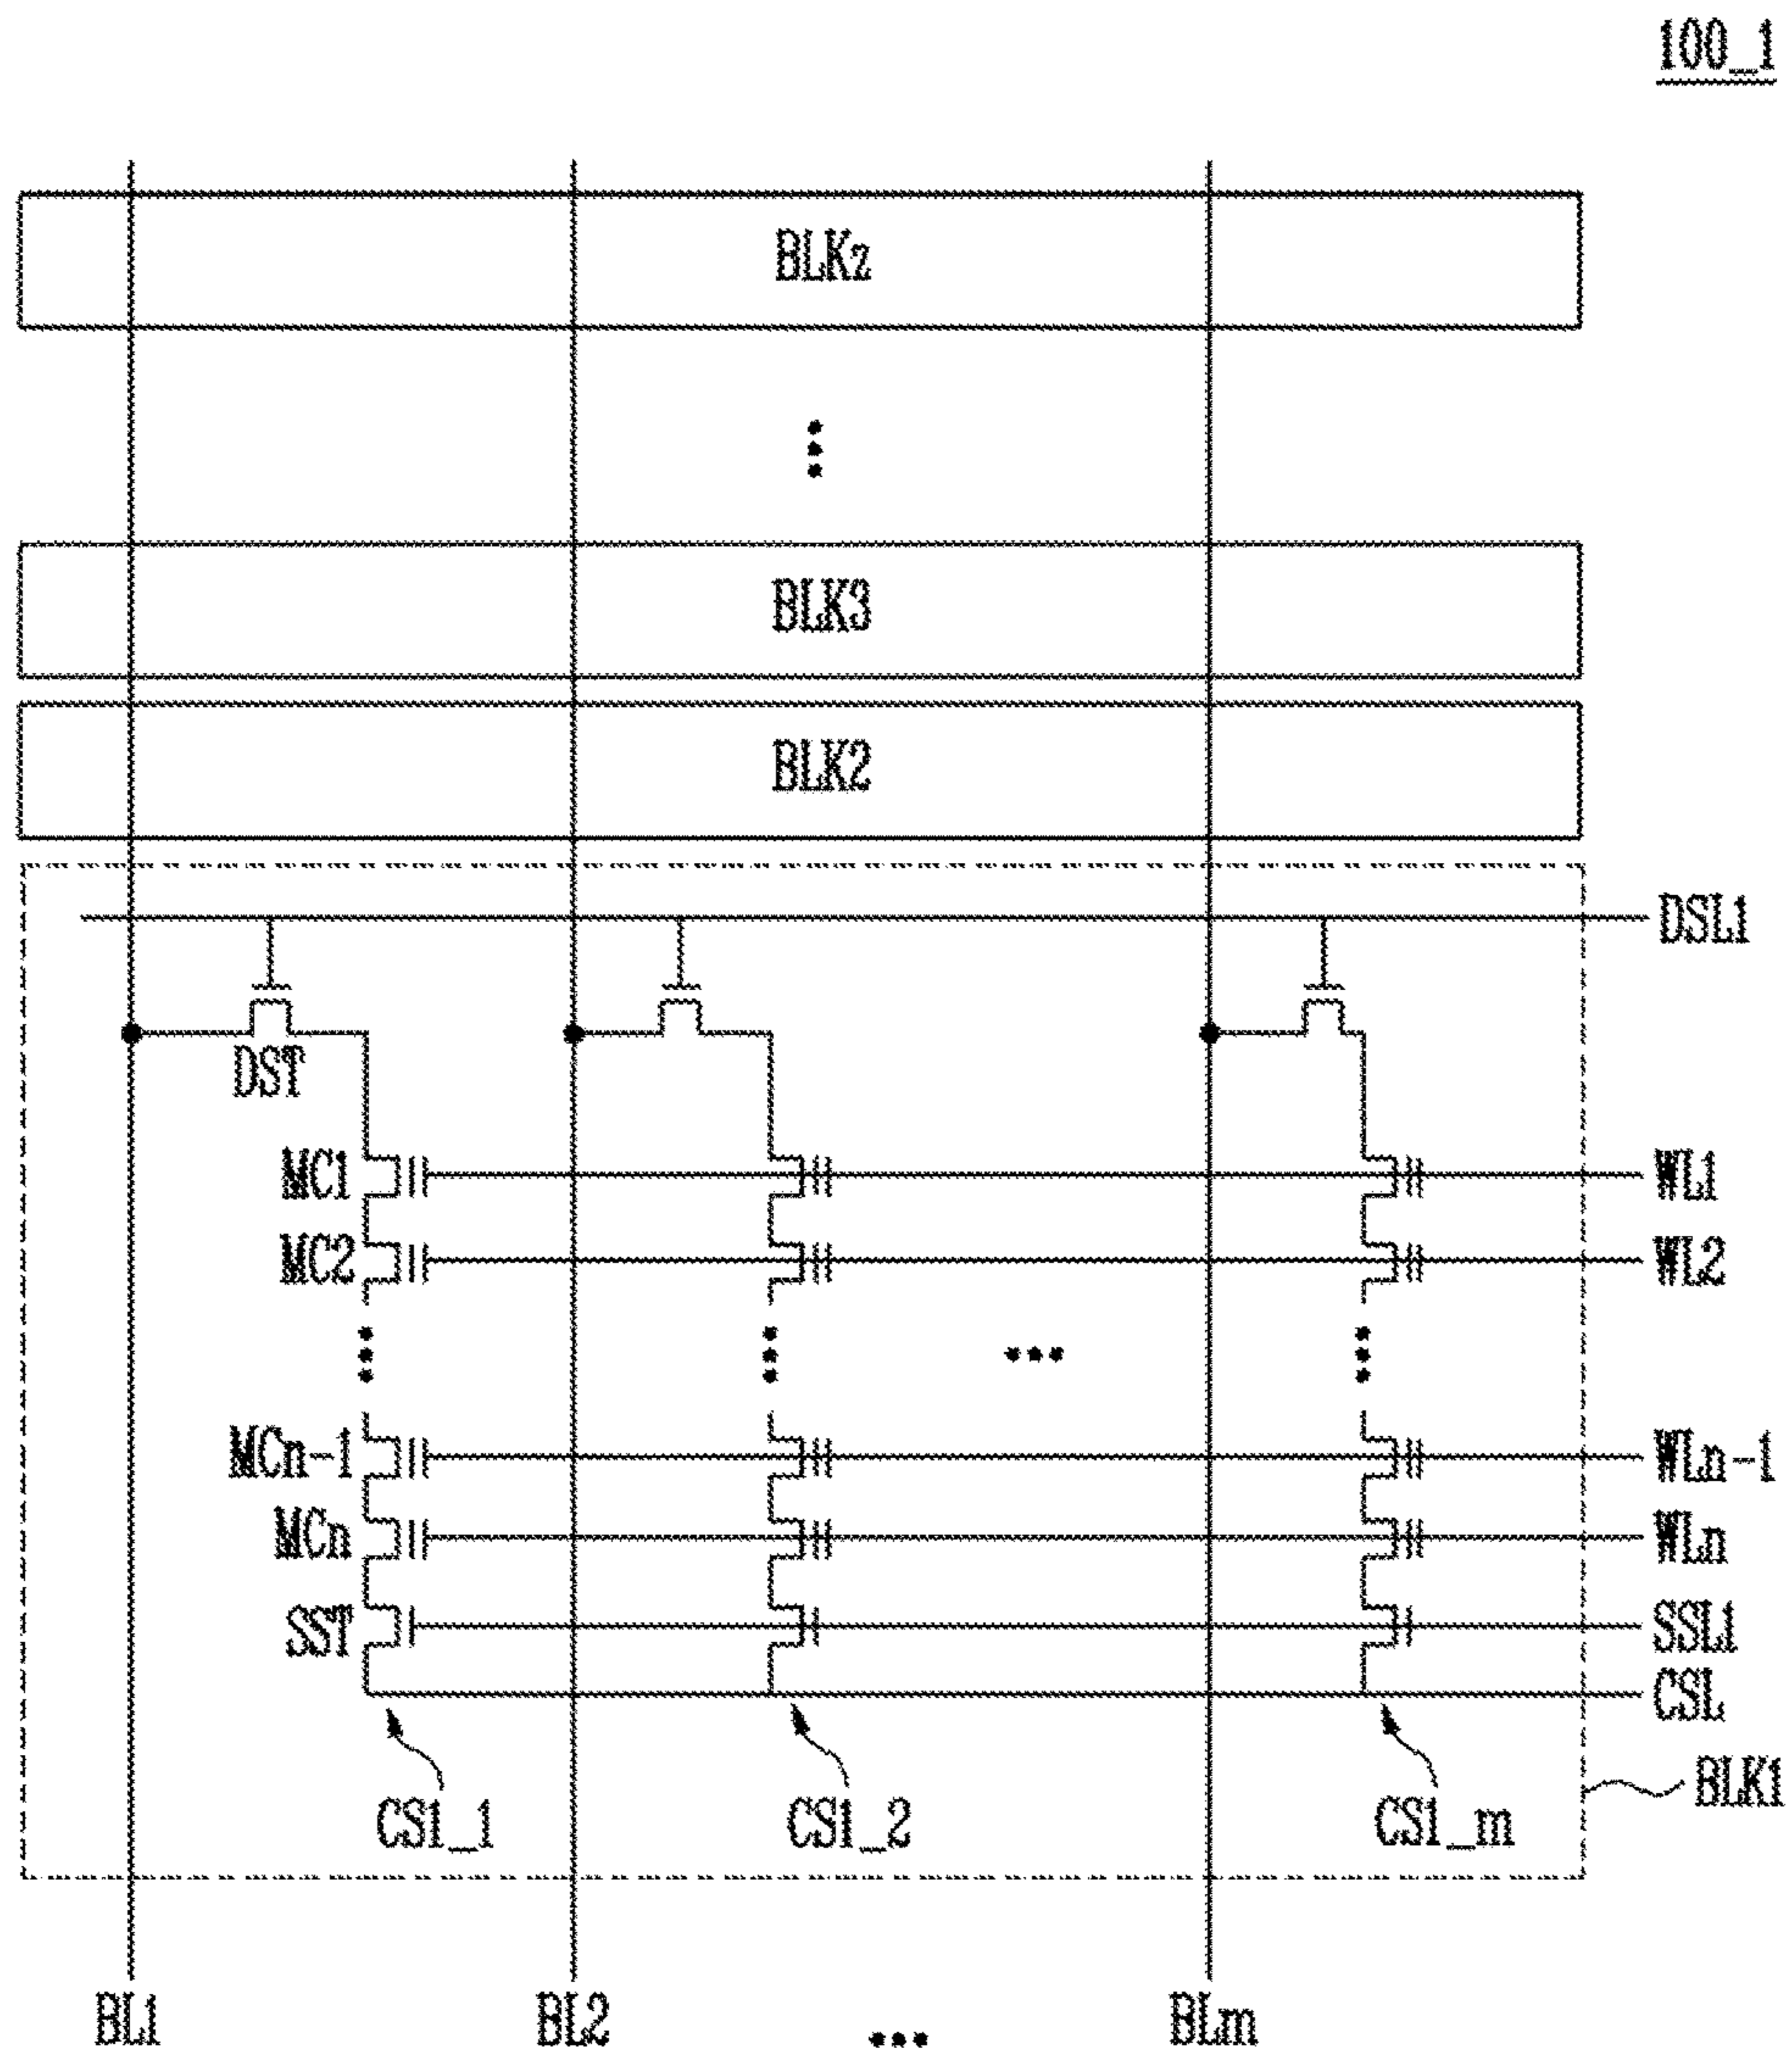 100_1
BLKz
BLK3
BLK2
DSL1
DST
MC1
WL1
MC2
WL2
MCn-1
WLn-1
MCn
WLn
SST
SSL1
CSL
BLK1
CS1_1
CS1_2
CS1_m
BL1
BL2
BLm